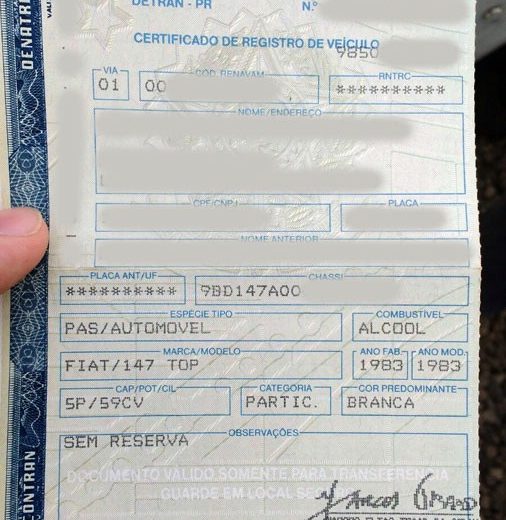 DENATRAN
DETRAN - PR N.º
CERTIFICADO DE REGISTRO DE VEÍCULO
9850
VIA CÓD. RENAVAM RNTRC
01 00 **********
NOME/ENDEREÇO
CPF/CNPJ PLACA
NOME ANTERIOR
PLACA ANT/UF CHASSI
********** 9BD147A00
ESPÉCIE TIPO COMBUSTÍVEL
PAS/AUTOMOVEL ALCOOL
MARCA/MODELO ANO FAB. ANO MOD.
FIAT/147 TOP 1983 1983
CAP/POT/CIL CATEGORIA COR PREDOMINANTE
5P/59CV PARTIC. BRANCA
OBSERVAÇÕES
SEM RESERVA
DOCUMENTO VÁLIDO SOMENTE PARA TRANSFERÊNCIA
GUARDE EM LOCAL
CONTRAN